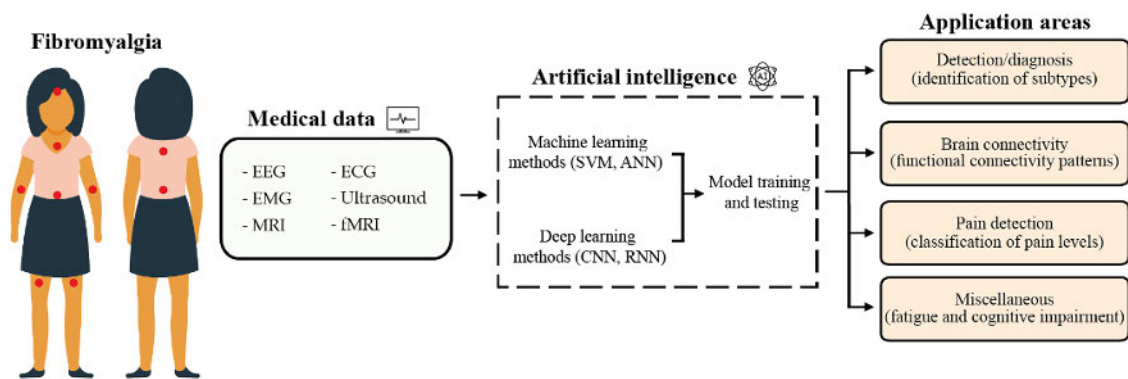 Fibromyalgia
Medical data
- EEG
- EMG
- MRI
- ECG
- Ultrasound
- fMRI
Artificial intelligence
AI
Machine learning
methods (SVM, ANN)
Deep learning
methods (CNN, RNN)
Model training
and testing
Application areas
Detection/diagnosis
(identification of subtypes)
Brain connectivity
(functional connectivity patterns)
Pain detection
(classification of pain levels)
Miscellaneous
(fatigue and cognitive impairment)